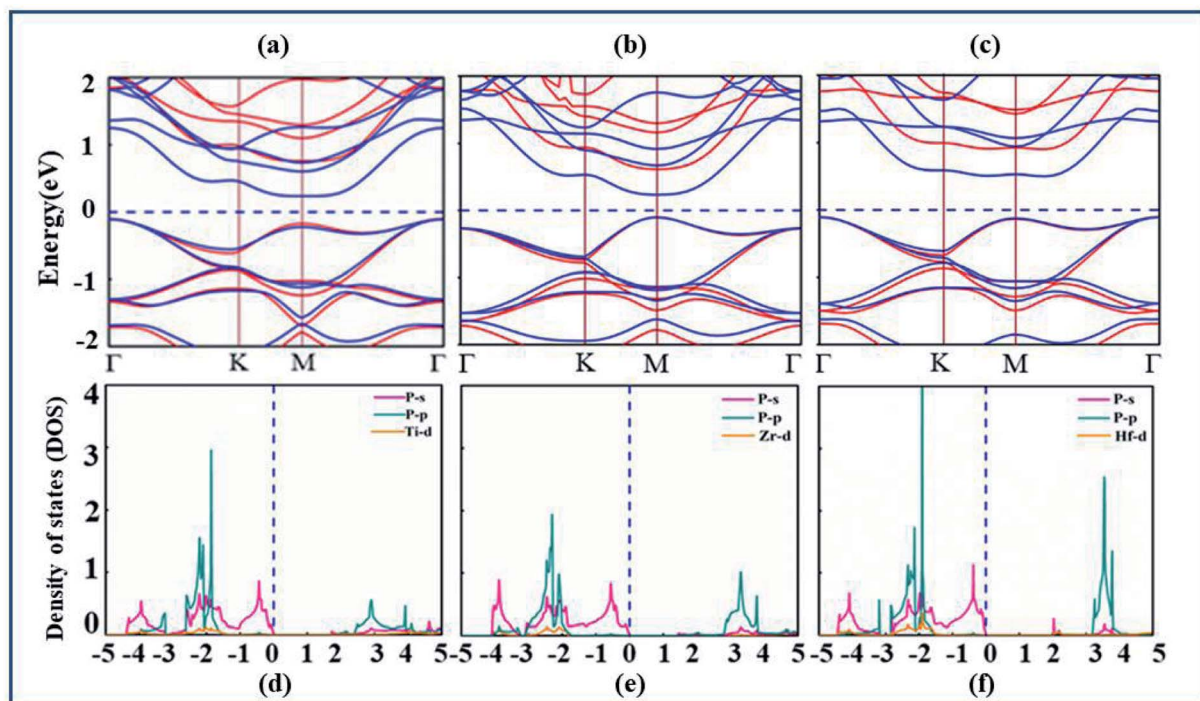 (a) (b) (c)
Energy(eV)
2
1
0
-1
-2
Γ K M Γ Γ K M Γ Γ K M Γ
Density of states (DOS)
4
3
2
1
0
P-s
P-p
Ti-d
P-s
P-p
Zr-d
P-s
P-p
Hf-d
-5 -4 -3 -2 -1 0 1 2 3 4 5 -5 -4 -3 -2 -1 0 1 2 3 4 5 -5 -4 -3 -2 -1 0 1 2 3 4 5
(d) (e) (f)